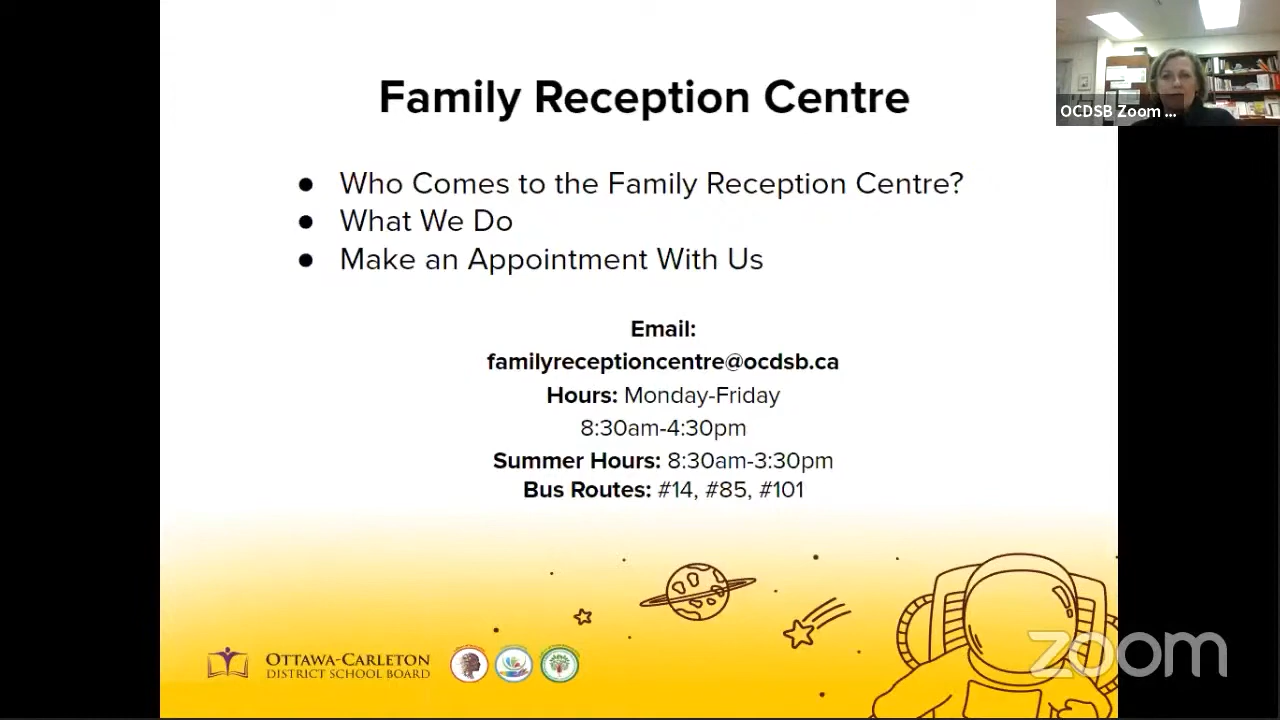 Family Reception Centre
OCDSB Zoom ...
● Who Comes to the Family Reception Centre?
● What We Do
● Make an Appointment With Us
Email:
familyreceptioncentre@ocdsb.ca
Hours: Monday-Friday
8:30am-4:30pm
Summer Hours: 8:30am-3:30pm
Bus Routes: #14, #85, #101
OTTAWA-CARLETON
DISTRICT SCHOOL BOARD
zoom